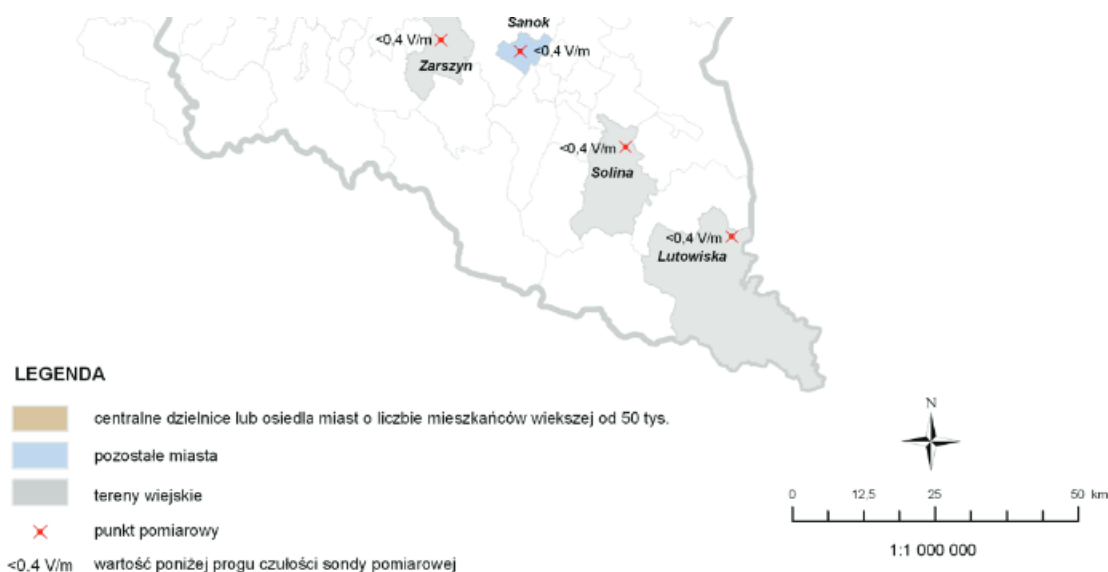 Sanok
<0,4 V/m
<0,4 V/m
Zarszyn
<0,4 V/m
Solina
<0,4 V/m
Lutowiska
LEGENDA
centralne dzielnice lub osiedla miast o liczbie mieszkańców wiekszej od 50 tys.
pozostałe miasta
tereny wiejskie
punkt pomiarowy
<0,4 V/m wartość poniżej progu czułości sondy pomiarowej
N
0 12,5 25 50 km
1:1 000 000